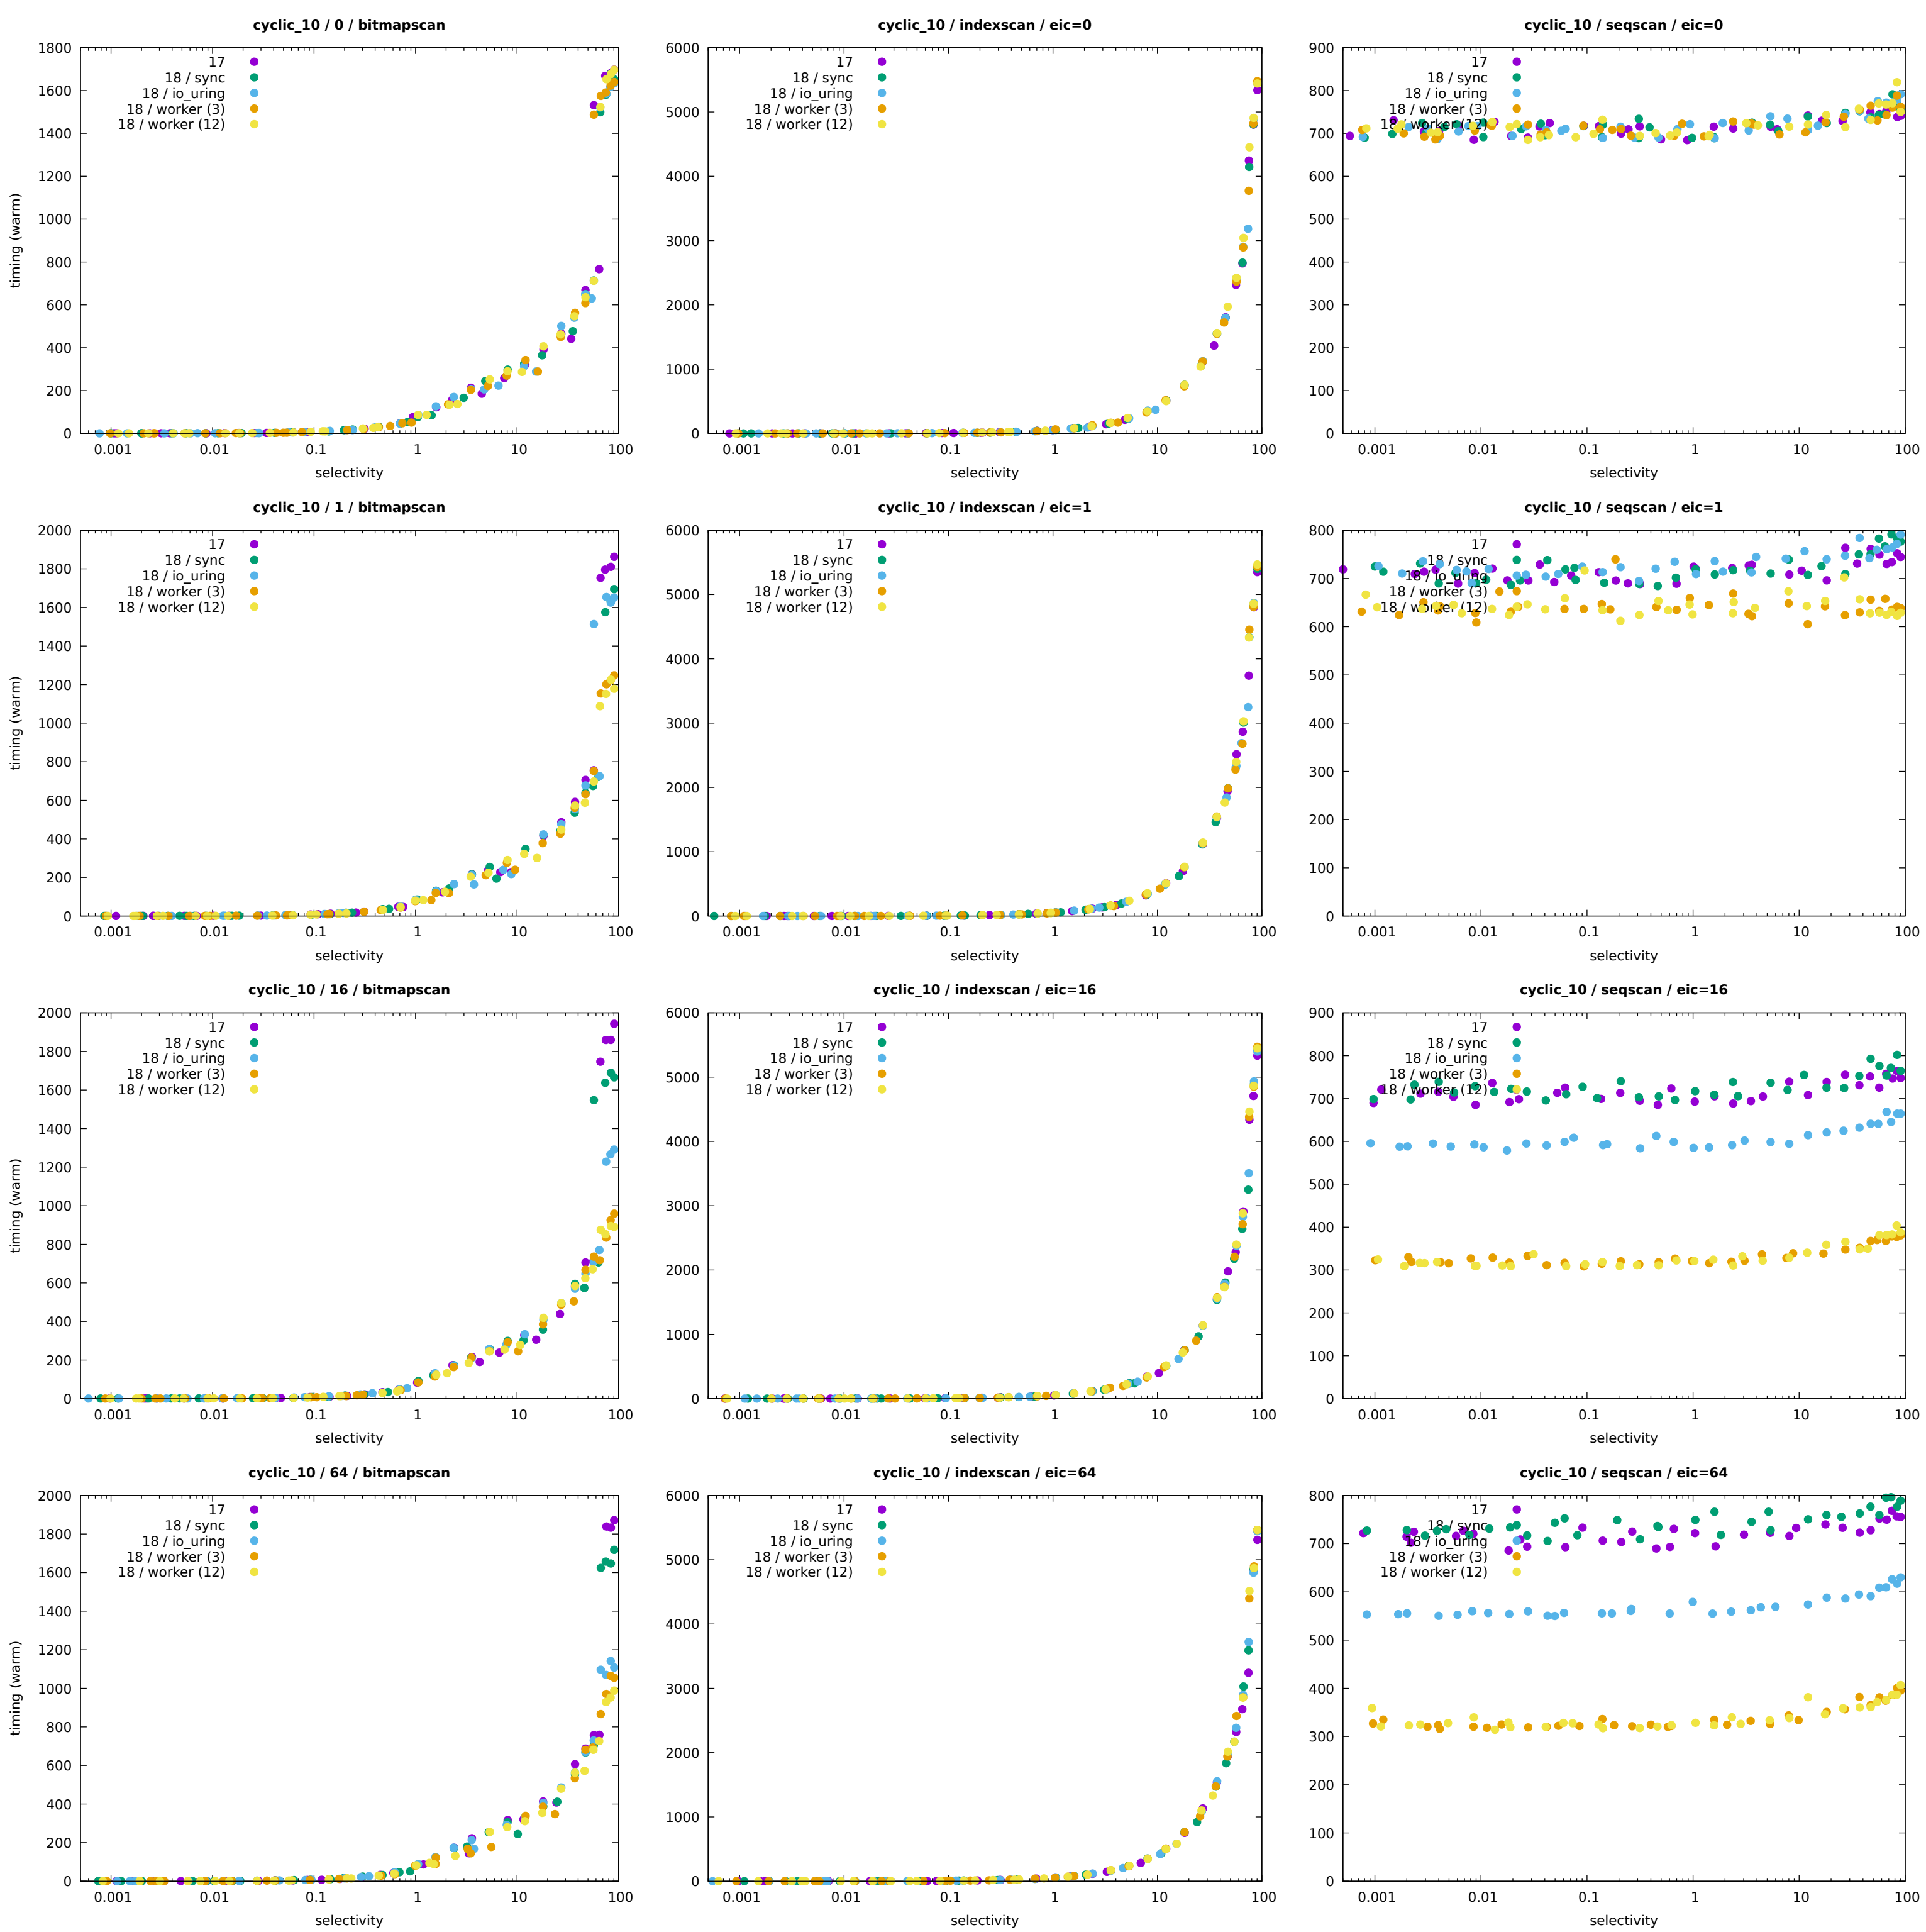 cyclic_10 / 0 / bitmapscan
timing (warm)
1800
1600
1400
1200
1000
800
600
400
200
0
17
18 / sync
18 / io_uring
18 / worker (3)
18 / worker (12)
0.001 0.01 0.1 1 10 100
selectivity
cyclic_10 / indexscan / eic=0
6000
5000
4000
3000
2000
1000
0
17
18 / sync
18 / io_uring
18 / worker (3)
18 / worker (12)
0.001 0.01 0.1 1 10 100
selectivity
cyclic_10 / seqscan / eic=0
900
800
700
600
500
400
300
200
100
0
17
18 / sync
18 / io_uring
18 / worker (3)
18 / worker (12)
0.001 0.01 0.1 1 10 100
selectivity
cyclic_10 / 1 / bitmapscan
timing (warm)
2000
1800
1600
1400
1200
1000
800
600
400
200
0
17
18 / sync
18 / io_uring
18 / worker (3)
18 / worker (12)
0.001 0.01 0.1 1 10 100
selectivity
cyclic_10 / indexscan / eic=1
6000
5000
4000
3000
2000
1000
0
17
18 / sync
18 / io_uring
18 / worker (3)
18 / worker (12)
0.001 0.01 0.1 1 10 100
selectivity
cyclic_10 / seqscan / eic=1
800
700
600
500
400
300
200
100
0
17
18 / sync
18 / io_uring
18 / worker (3)
18 / worker (12)
0.001 0.01 0.1 1 10 100
selectivity
cyclic_10 / 16 / bitmapscan
timing (warm)
2000
1800
1600
1400
1200
1000
800
600
400
200
0
17
18 / sync
18 / io_uring
18 / worker (3)
18 / worker (12)
0.001 0.01 0.1 1 10 100
selectivity
cyclic_10 / indexscan / eic=16
6000
5000
4000
3000
2000
1000
0
17
18 / sync
18 / io_uring
18 / worker (3)
18 / worker (12)
0.001 0.01 0.1 1 10 100
selectivity
cyclic_10 / seqscan / eic=16
900
800
700
600
500
400
300
200
100
0
17
18 / sync
18 / io_uring
18 / worker (3)
18 / worker (12)
0.001 0.01 0.1 1 10 100
selectivity
cyclic_10 / 64 / bitmapscan
timing (warm)
2000
1800
1600
1400
1200
1000
800
600
400
200
0
17
18 / sync
18 / io_uring
18 / worker (3)
18 / worker (12)
0.001 0.01 0.1 1 10 100
selectivity
cyclic_10 / indexscan / eic=64
6000
5000
4000
3000
2000
1000
0
17
18 / sync
18 / io_uring
18 / worker (3)
18 / worker (12)
0.001 0.01 0.1 1 10 100
selectivity
cyclic_10 / seqscan / eic=64
800
700
600
500
400
300
200
100
0
17
18 / sync
18 / io_uring
18 / worker (3)
18 / worker (12)
0.001 0.01 0.1 1 10 100
selectivity